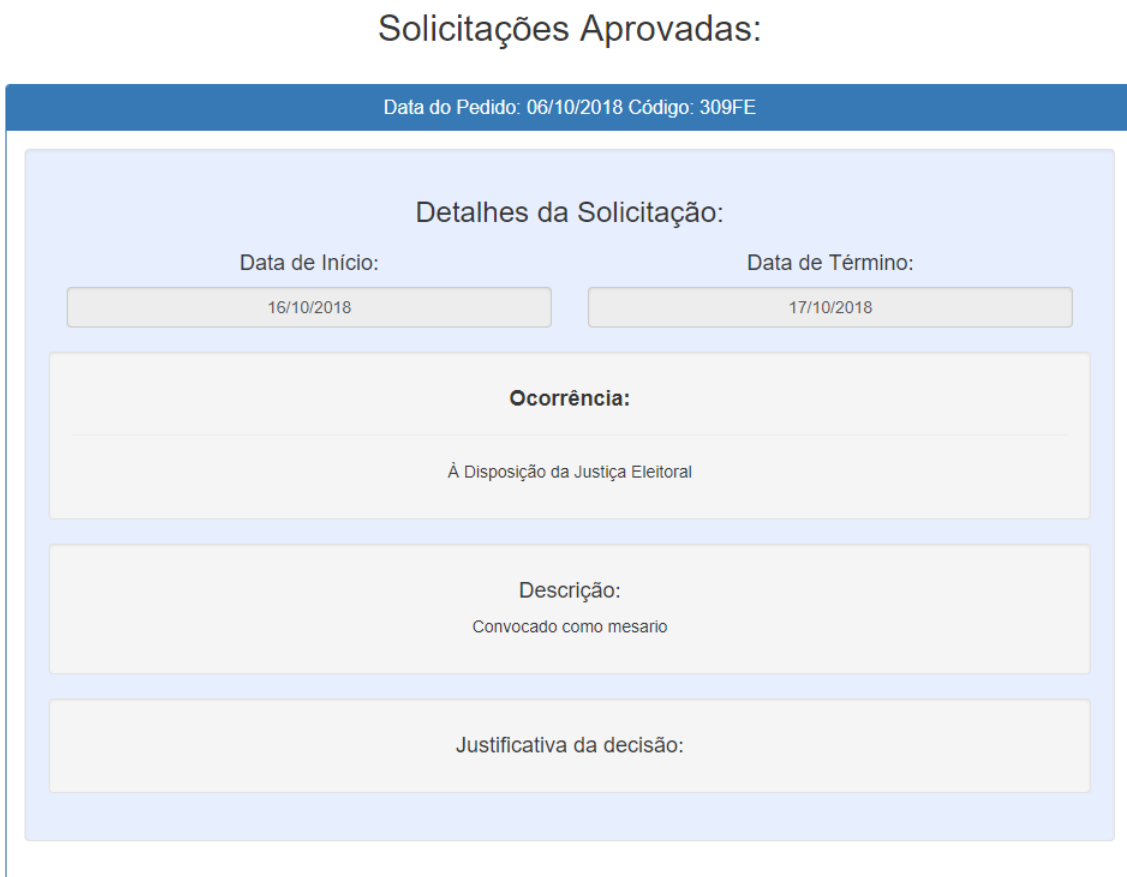 Solicitações Aprovadas:
Data do Pedido: 06/10/2018 Código: 309FE
Detalhes da Solicitação:
Data de Início:
Data de Término:
16/10/2018
17/10/2018
Ocorrência:
À Disposição da Justiça Eleitoral
Descrição:
Convocado como mesario
Justificativa da decisão: